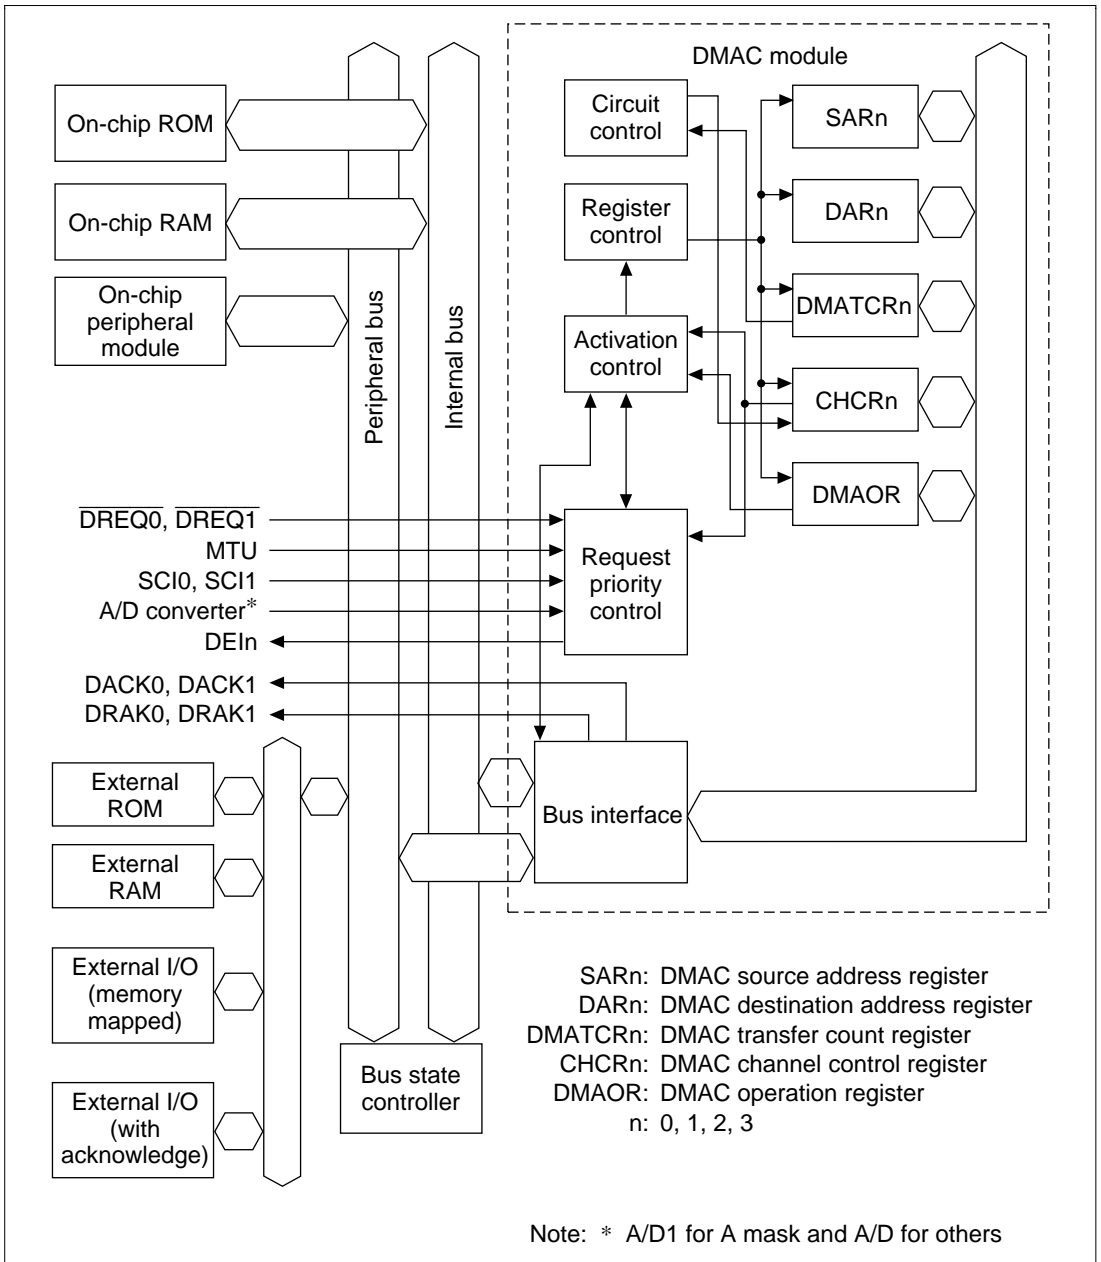 DMAC module
On-chip ROM
Circuit
control
SARn
On-chip RAM
Register
control
DARn
On-chip
peripheral
module
Peripheral bus
Internal bus
Activation
control
DMATCRn
CHCRn
DMAOR
DREQ0, DREQ1
MTU
SCI0, SCI1
A/D converter*
DEIn
Request
priority
control
DACK0, DACK1
DRAK0, DRAK1
External
ROM
Bus interface
External
RAM
External I/O
(memory
mapped)
External I/O
(with
acknowledge)
Bus state
controller
SARn: DMAC source address register
DARn: DMAC destination address register
DMATCRn: DMAC transfer count register
CHCRn: DMAC channel control register
DMAOR: DMAC operation register
n: 0, 1, 2, 3
Note: * A/D1 for A mask and A/D for others